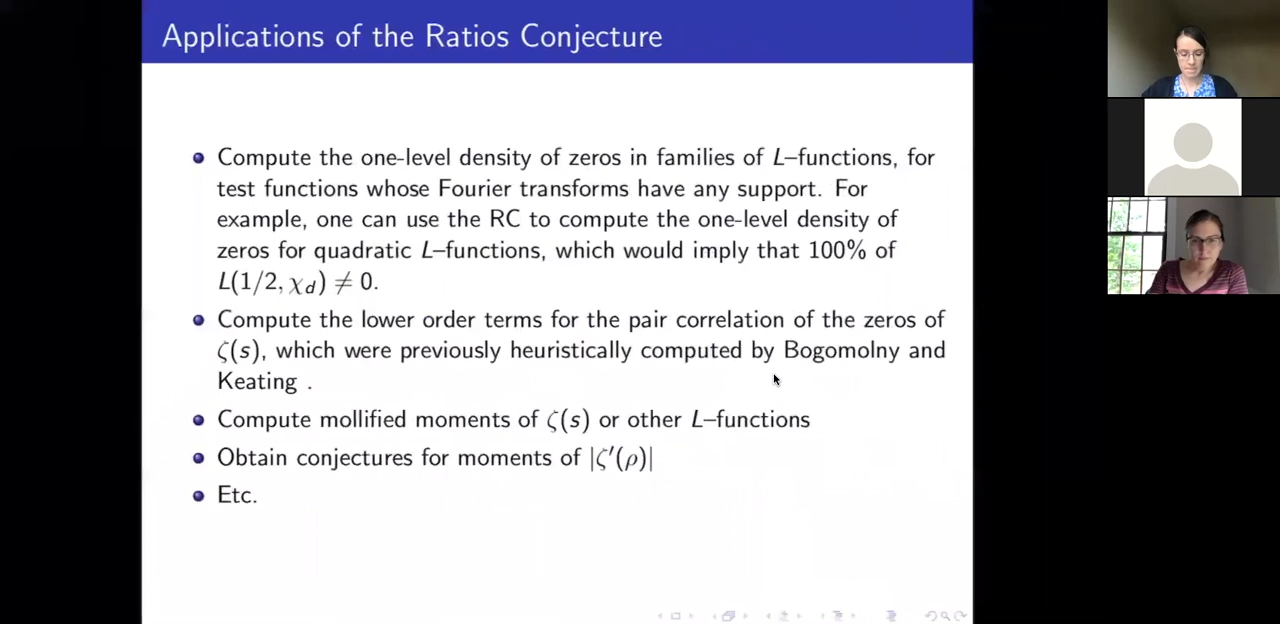 Applications of the Ratios Conjecture
Compute the one-level density of zeros in families of L–functions, for
test functions whose Fourier transforms have any support. For
example, one can use the RC to compute the one-level density of
zeros for quadratic L–functions, which would imply that 100% of
L(1/2, χ_d) ≠ 0.
Compute the lower order terms for the pair correlation of the zeros of
ζ(s), which were previously heuristically computed by Bogomolny and
Keating .
Compute mollified moments of ζ(s) or other L–functions
Obtain conjectures for moments of |ζ′(ρ)|
Etc.